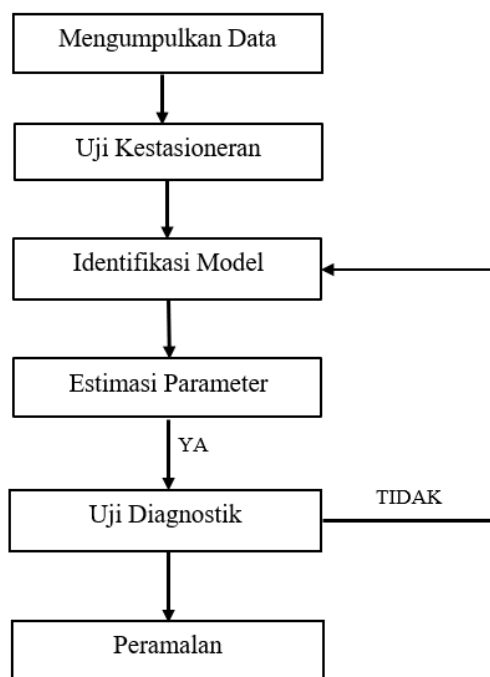 Mengumpulkan Data
Uji Kestasioneran
Identifikasi Model
Estimasi Parameter
YA
Uji Diagnostik
TIDAK
Peramalan